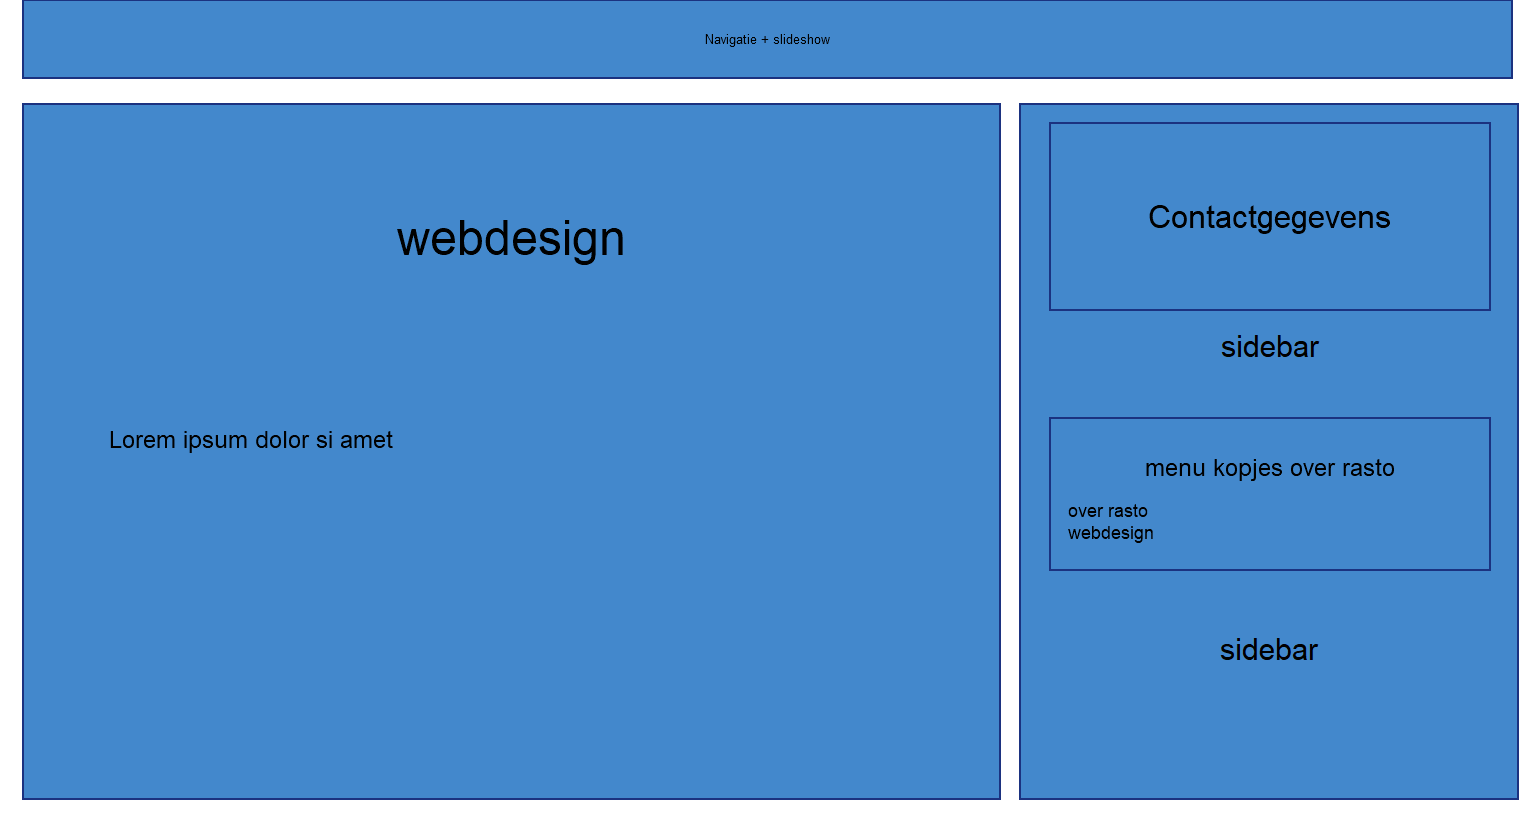 Navigatie + slideshow
webdesign
Lorem ipsum dolor si amet
Contactgegevens
sidebar
menu kopjes over rasto
over rasto
webdesign
sidebar